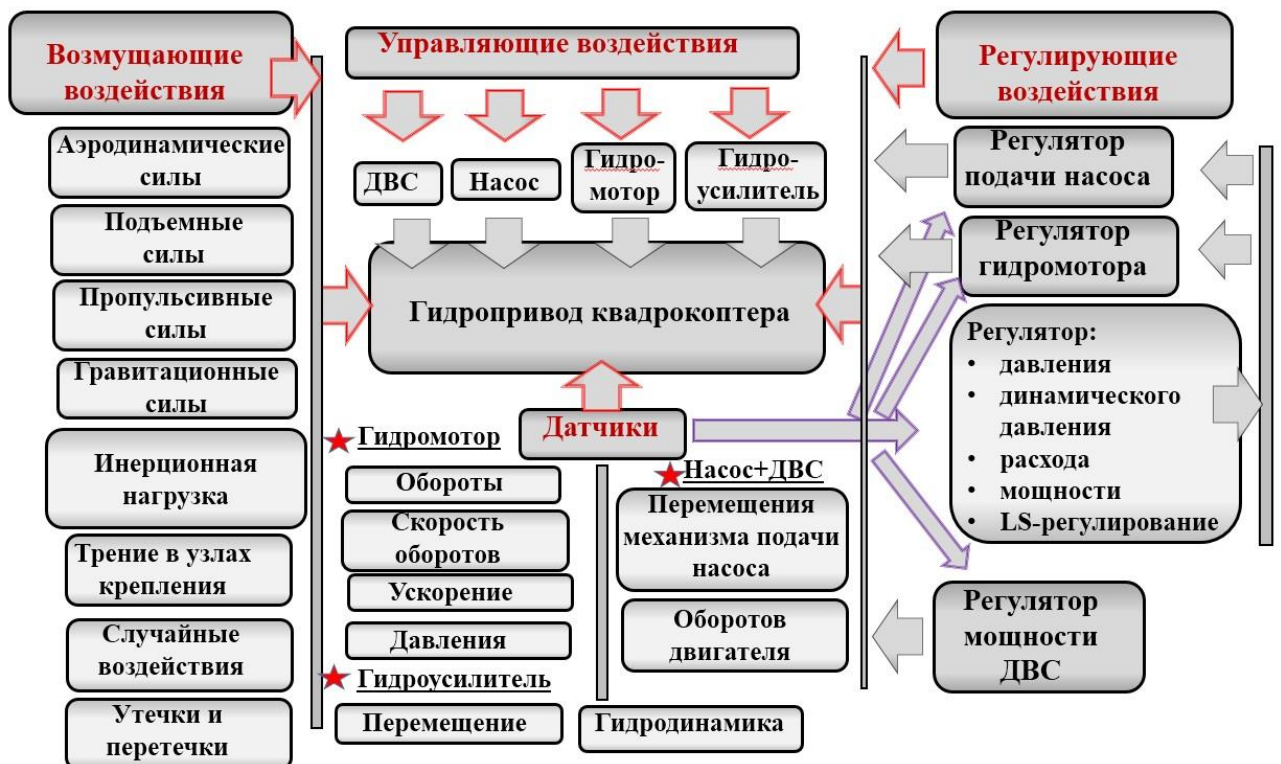 Возмущающие
воздействия
Аэродинамические
силы
Подъемные
силы
Пропульсивные
силы
Гравитационные
силы
Инерционная
нагрузка
Трение в узлах
крепления
Случайные
воздействия
Утечки и
перетечки
Управляющие воздействия
ДВС
Насос
Гидро-
мотор
Гидро-
усилитель
Гидропривод квадрокоптера
Датчики
Гидромотор
Обороты
Скорость
оборотов
Ускорение
Давления
Гидроусилитель
Перемещение
Насос+ДВС
Перемещения
механизма подачи
насоса
Оборотов
двигателя
Гидродинамика
Регулирующие
воздействия
Регулятор
подачи насоса
Регулятор
гидромотора
Регулятор:
• давления
• динамического
давления
• расхода
• мощности
• LS-регулирование
Регулятор
мощности
ДВС